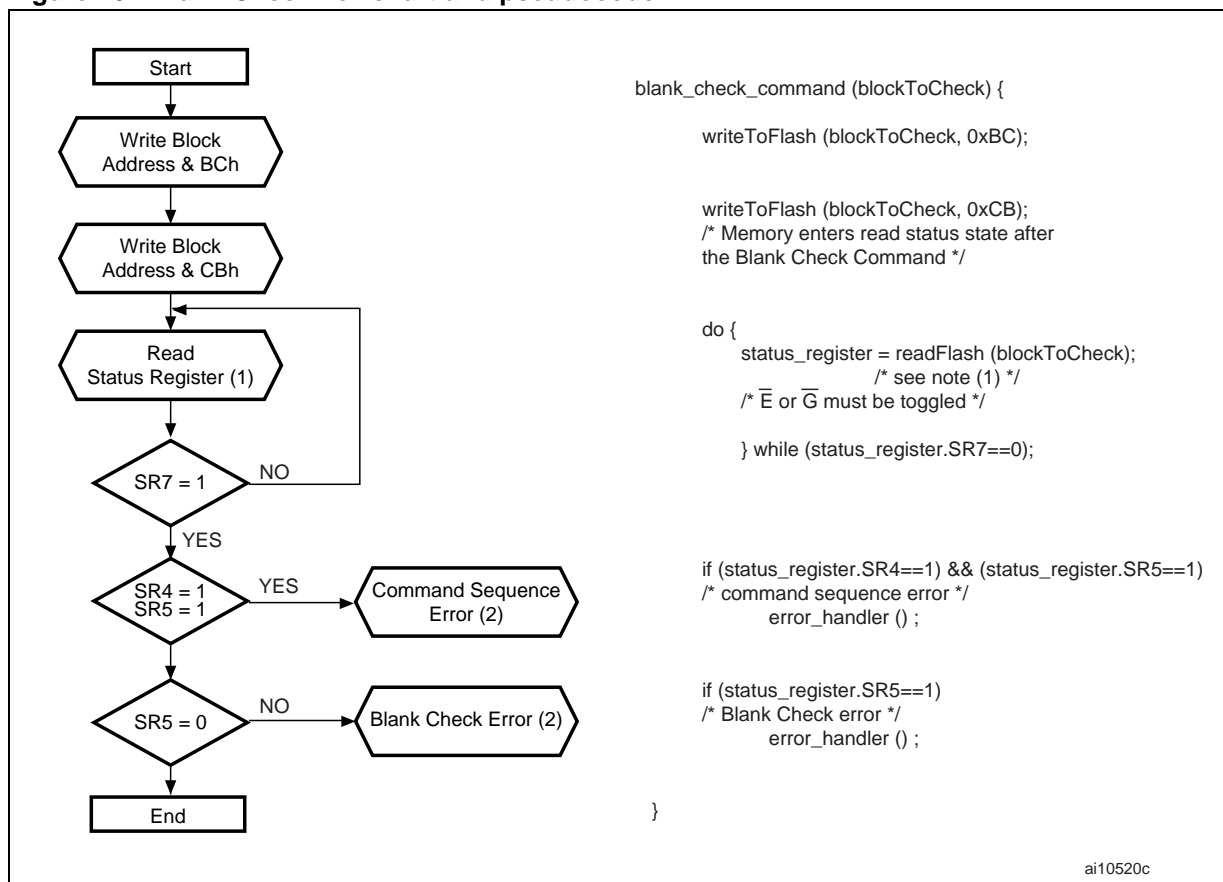 Start
Write Block
Address & BCh
Write Block
Address & CBh
Read
Status Register (1)
SR7 = 1
NO
YES
SR4 = 1
SR5 = 1
YES
Command Sequence
Error (2)
SR5 = 0
NO
Blank Check Error (2)
End
blank_check_command (blockToCheck) {
writeToFlash (blockToCheck, 0xBC);
writeToFlash (blockToCheck, 0xCB);
/* Memory enters read status state after
the Blank Check Command */
do {
status_register = readFlash (blockToCheck);
/* see note (1) */
/* E̅ or G̅ must be toggled */
} while (status_register.SR7==0);
if (status_register.SR4==1) && (status_register.SR5==1)
/* command sequence error */
error_handler () ;
if (status_register.SR5==1)
/* Blank Check error */
error_handler () ;
}
ai10520c